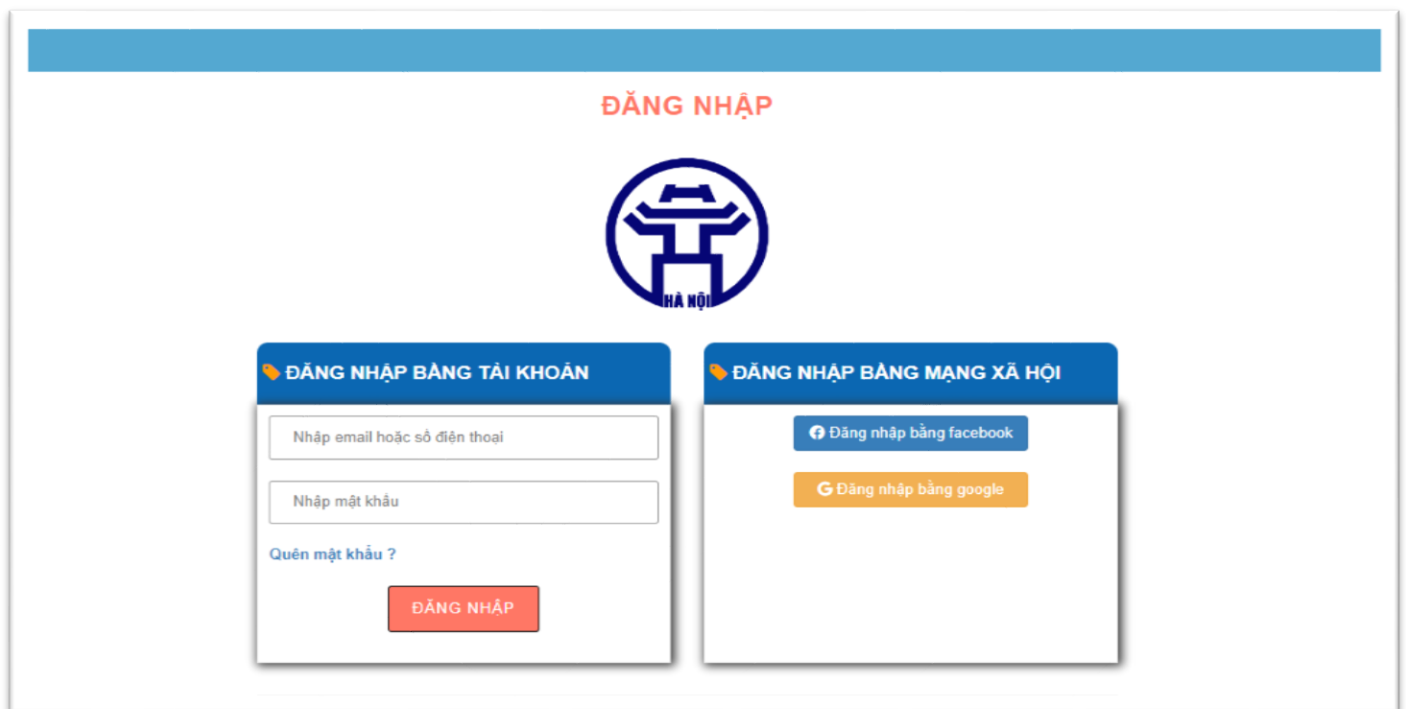 ĐĂNG NHẬP
HÀ NỘI
ĐĂNG NHẬP BẰNG TÀI KHOẢN
Nhập email hoặc số điện thoại
Nhập mật khẩu
Quên mật khẩu ?
ĐĂNG NHẬP
ĐĂNG NHẬP BẰNG MẠNG XÃ HỘI
Đăng nhập bằng facebook
Đăng nhập bằng google